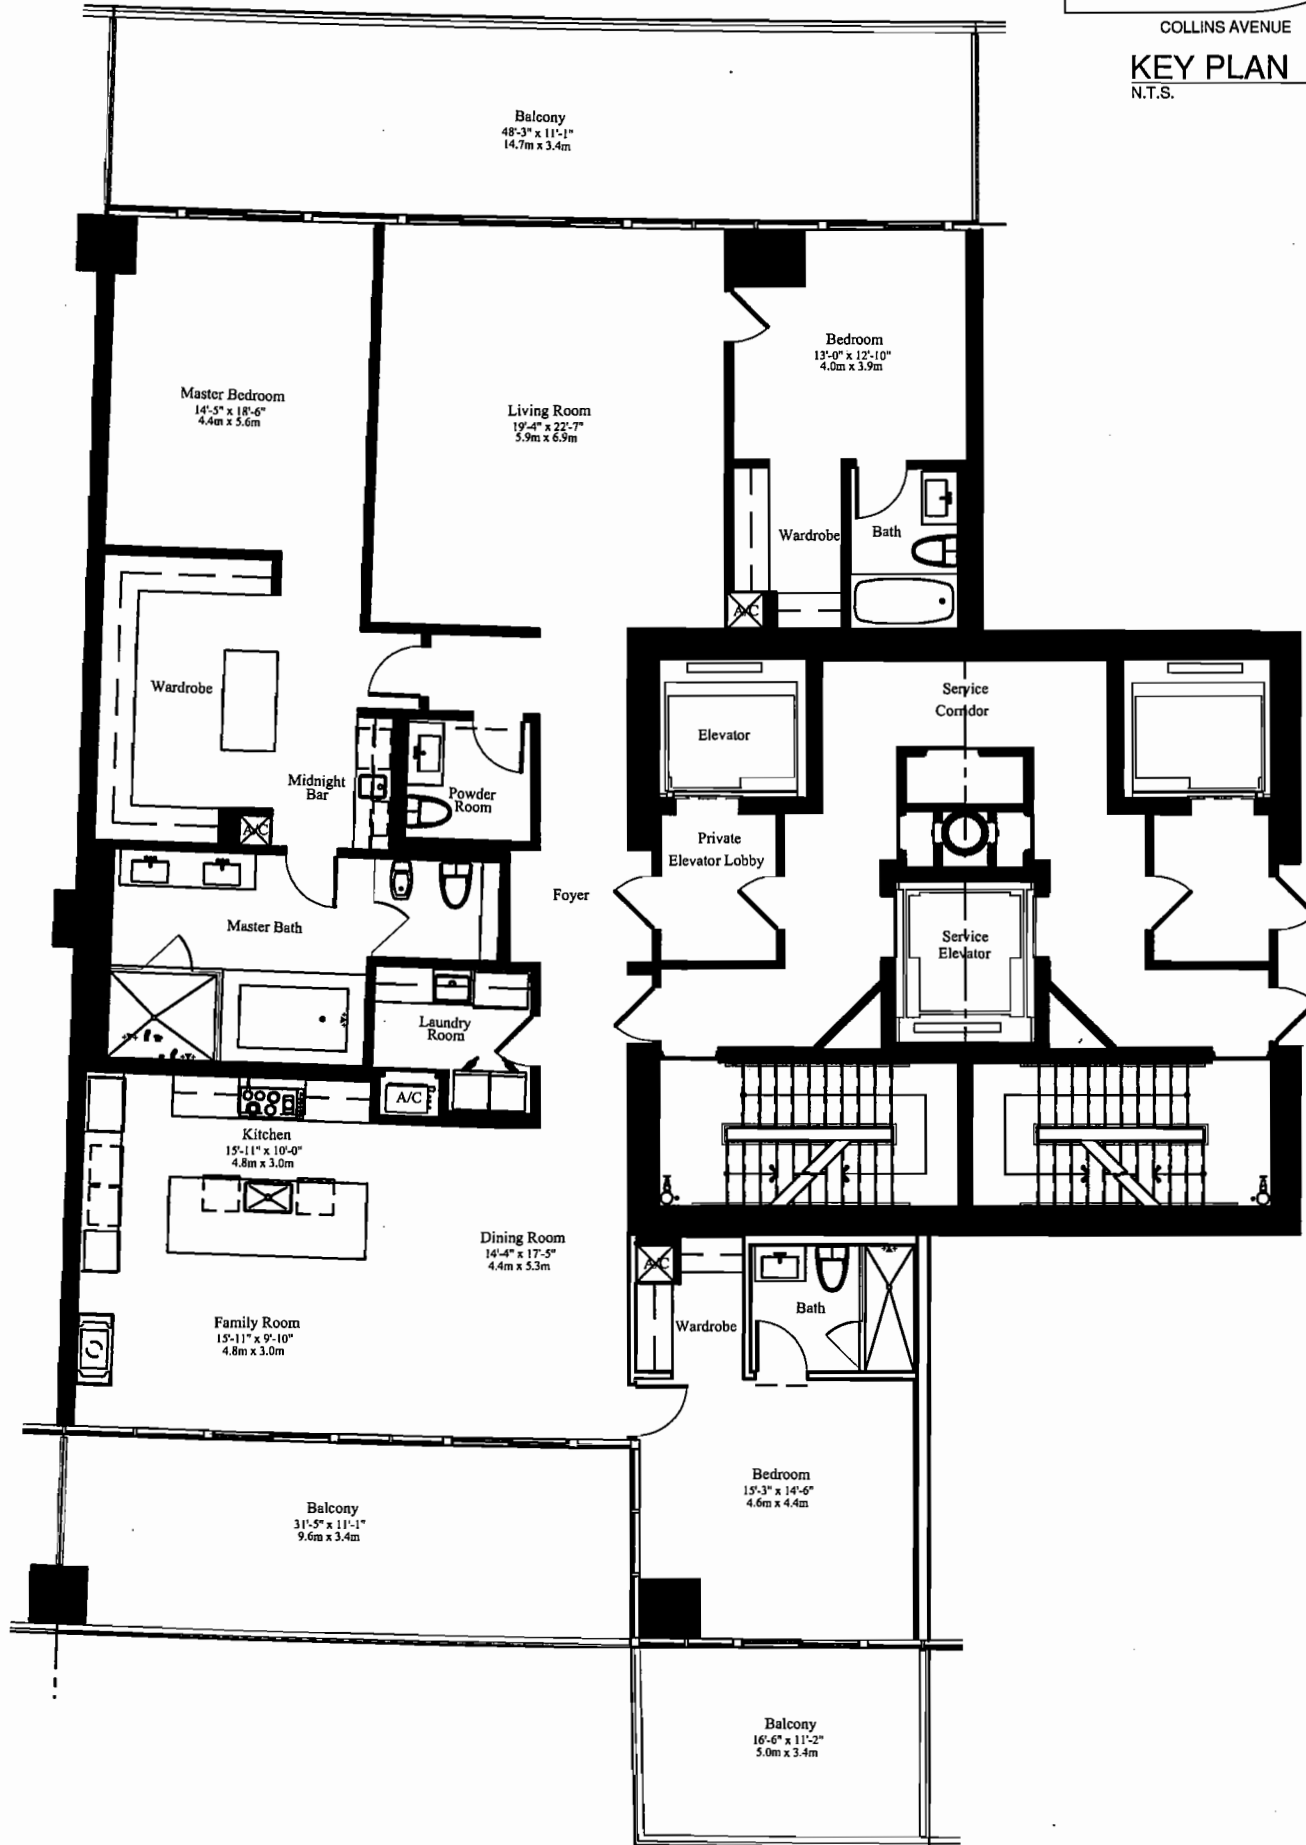 COLLINS AVENUE
KEY PLAN
N.T.S.
Balcony
48'-3" x 11'-1"
14.7m x 3.4m
Bedroom
13'-0" x 12'-10"
4.0m x 3.9m
Master Bedroom
14'-5" x 18'-6"
4.4m x 5.6m
Living Room
19'-4" x 22'-7"
5.9m x 6.9m
Wardrobe
Bath
A/C
Wardrobe
Service
Corridor
Elevator
Midnight
Bar
Powder
Room
A/C
Private
Elevator Lobby
Foyer
Master Bath
Service
Elevator
Laundry
Room
A/C
Kitchen
15'-11" x 10'-0"
4.8m x 3.0m
Dining Room
14'-4" x 17'-5"
4.4m x 5.3m
A/C
Bath
Wardrobe
Family Room
15'-11" x 9'-10"
4.8m x 3.0m
Bedroom
15'-3" x 14'-6"
4.6m x 4.4m
Balcony
31'-5" x 11'-1"
9.6m x 3.4m
Balcony
16'-6" x 11'-2"
5.0m x 3.4m